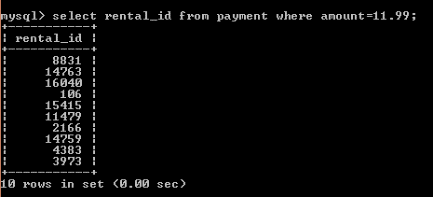 mysql> select rental_id from payment where amount=11.99;
+-----------+
| rental_id |
+-----------+
|      8831 |
|     14763 |
|     16040 |
|       106 |
|     15415 |
|     11479 |
|      2166 |
|     14759 |
|      4383 |
|      3973 |
+-----------+
10 rows in set (0.00 sec)